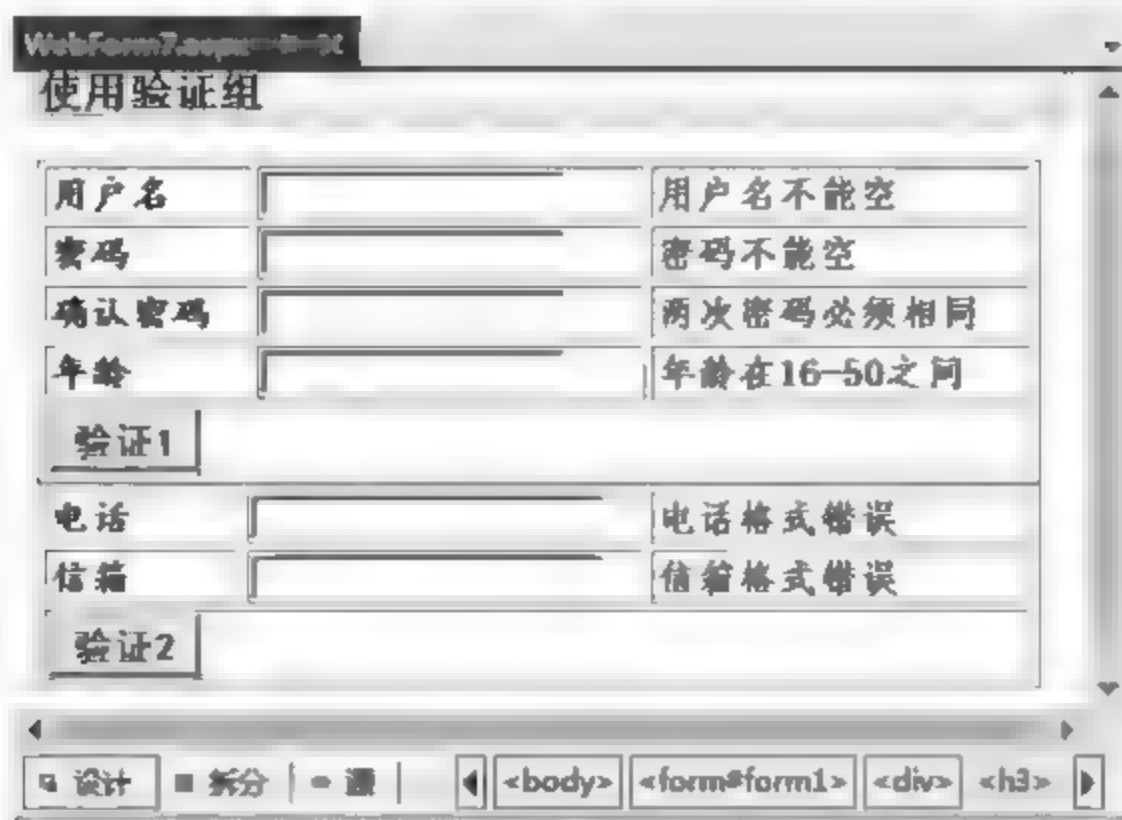 WebForm7.aspx
使用验证组
用户名 用户名不能空
密码 密码不能空
确认密码 两次密码必须相同
年龄 年龄在16-50之间
验证1
电话 电话格式错误
信箱 信箱格式错误
验证2
设计 拆分 源 <body> <form#form1> <div> <h3>